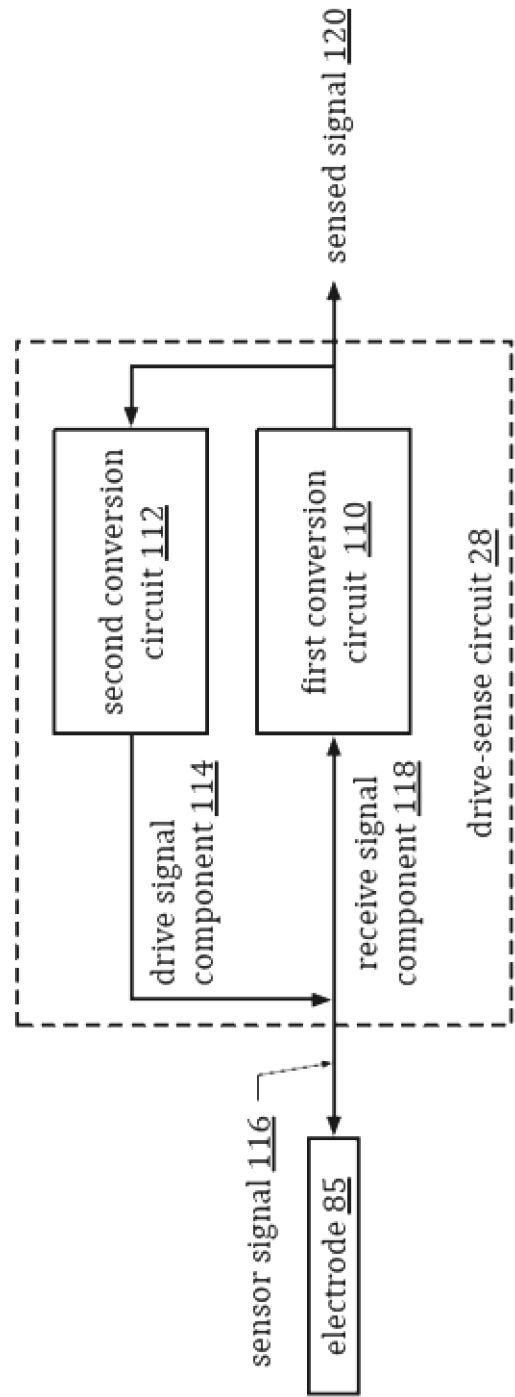 second conversion
circuit 112
drive signal
component 114
first conversion
circuit 110
sensed signal 120
sensor signal 116
receive signal
component 118
electrode 85
drive-sense circuit 28